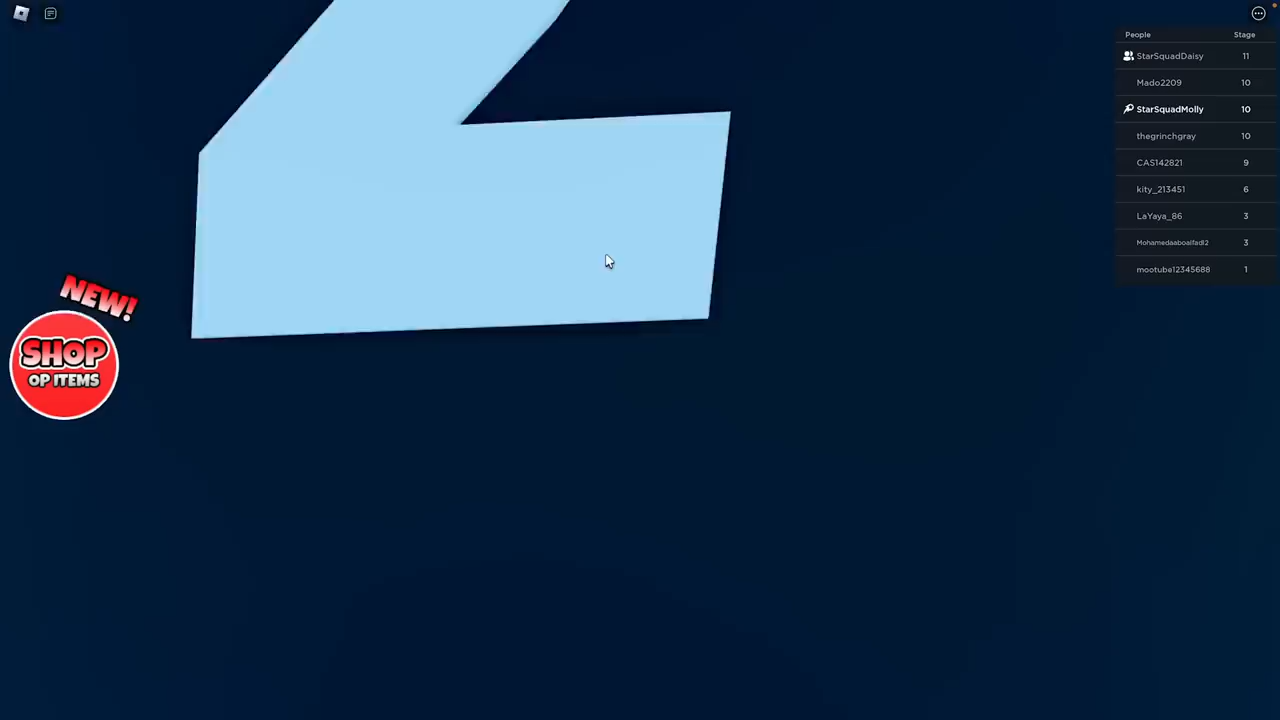 People Stage
StarSquadDaisy 11
Mado2209 10
StarSquadMolly 10
thegrinchgray 10
CAS142821 9
kity_213451 6
LaYaya_86 3
Mohamedaaboalfadl2 3
mootube12345688 1
NEW!
SHOP
OP ITEMS